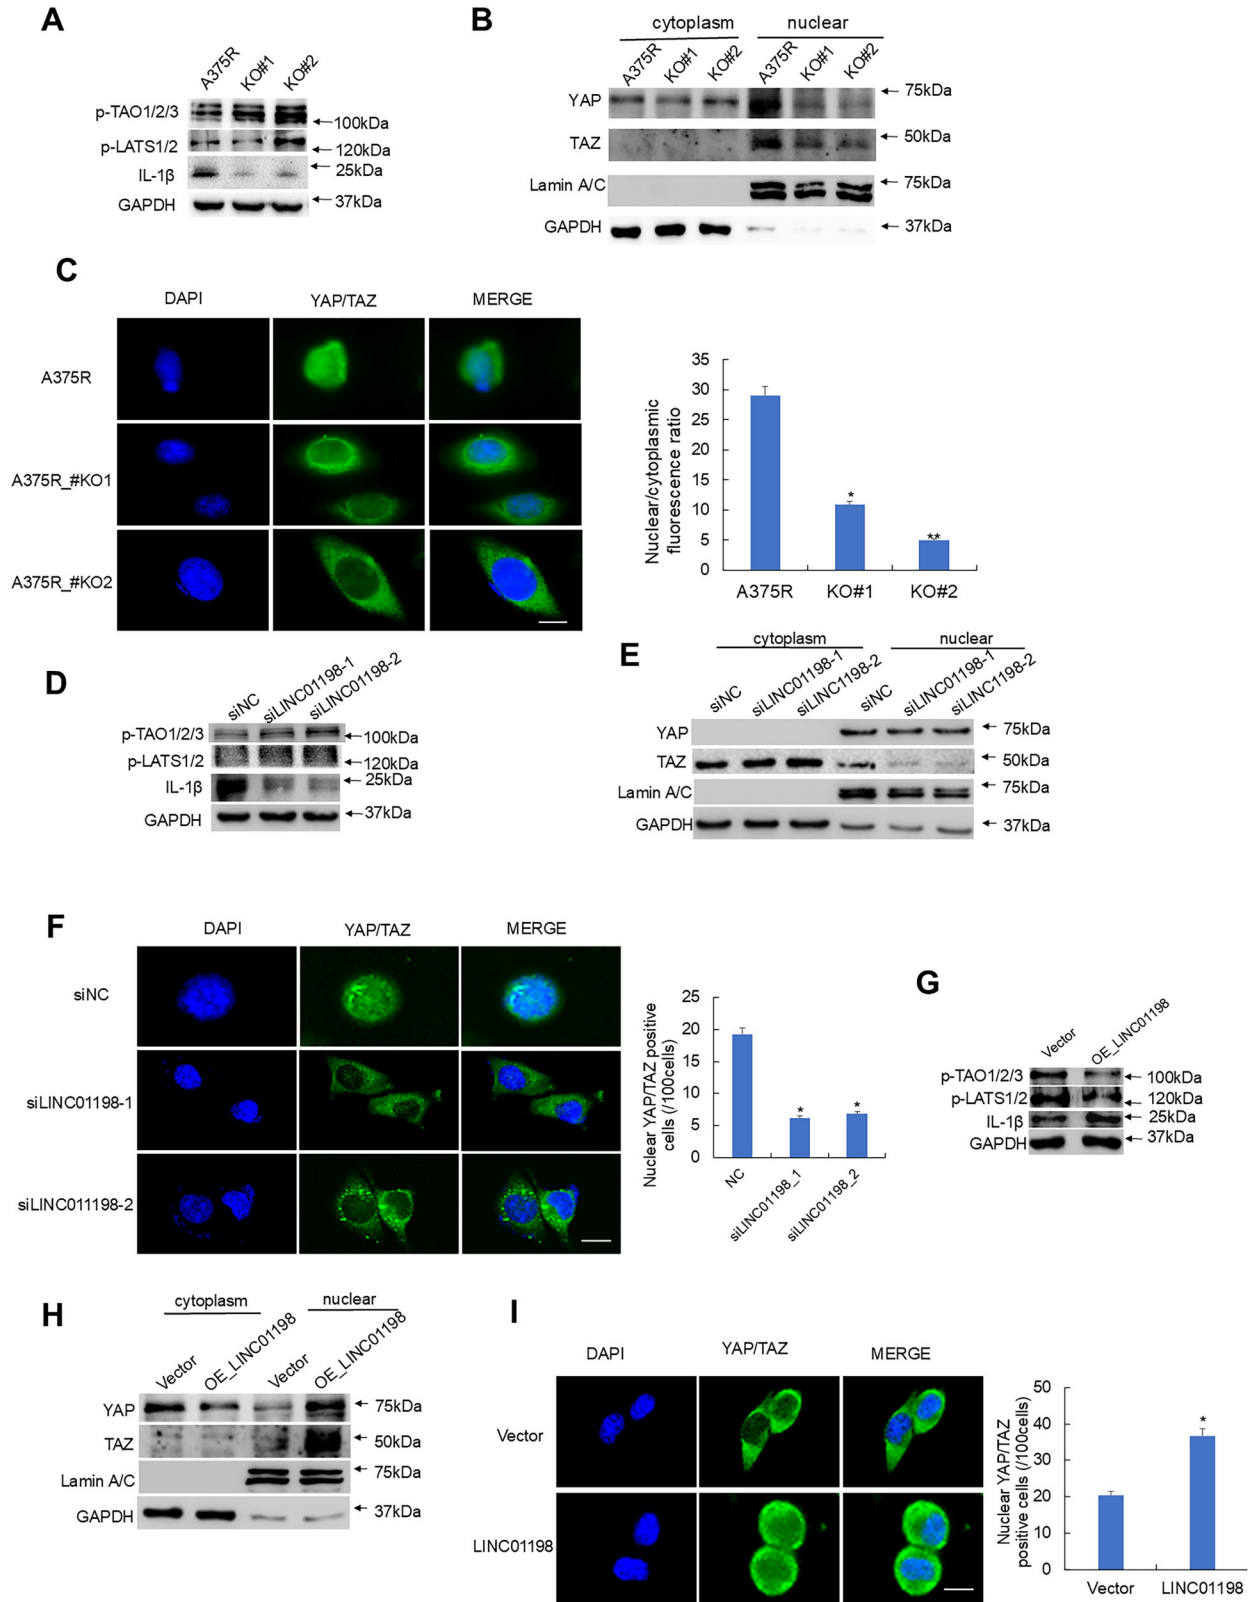 A
A375R
KO#1
KO#2
p-TAO1/2/3
100kDa
p-LATS1/2
120kDa
IL-1β
25kDa
GAPDH
37kDa
B
cytoplasm
nuclear
A375R
KO#1
KO#2
A375R
KO#1
KO#2
YAP
75kDa
TAZ
50kDa
Lamin A/C
75kDa
GAPDH
37kDa
C
DAPI
YAP/TAZ
MERGE
A375R
A375R_#KO1
A375R_#KO2
Nuclear/cytoplasmic
fluorescence ratio
35
30
25
20
15
10
5
0
*
**
A375R
KO#1
KO#2
D
siNC
siLINC01198-1
siLINC01198-2
p-TAO1/2/3
100kDa
p-LATS1/2
120kDa
IL-1β
25kDa
GAPDH
37kDa
E
cytoplasm
nuclear
siNC
siLINC01198-1
siLINC1198-2
siNC
siLINC01198-1
siLINC1198-2
YAP
75kDa
TAZ
50kDa
Lamin A/C
75kDa
GAPDH
37kDa
F
DAPI
YAP/TAZ
MERGE
siNC
siLINC01198-1
siLINC011198-2
Nuclear YAP/TAZ positive
cells (/100cells)
25
20
15
10
5
0
*
*
NC
siLINC01198_1
siLINC01198_2
G
Vector
OE_LINC01198
p-TAO1/2/3
100kDa
p-LATS1/2
120kDa
IL-1β
25kDa
GAPDH
37kDa
H
cytoplasm
nuclear
Vector
OE_LINC01198
Vector
OE_LINC01198
YAP
75kDa
TAZ
50kDa
Lamin A/C
75kDa
GAPDH
37kDa
I
DAPI
YAP/TAZ
MERGE
Vector
LINC01198
Nuclear YAP/TAZ
positive cells (/100cells)
50
40
30
20
10
0
*
Vector
LINC01198